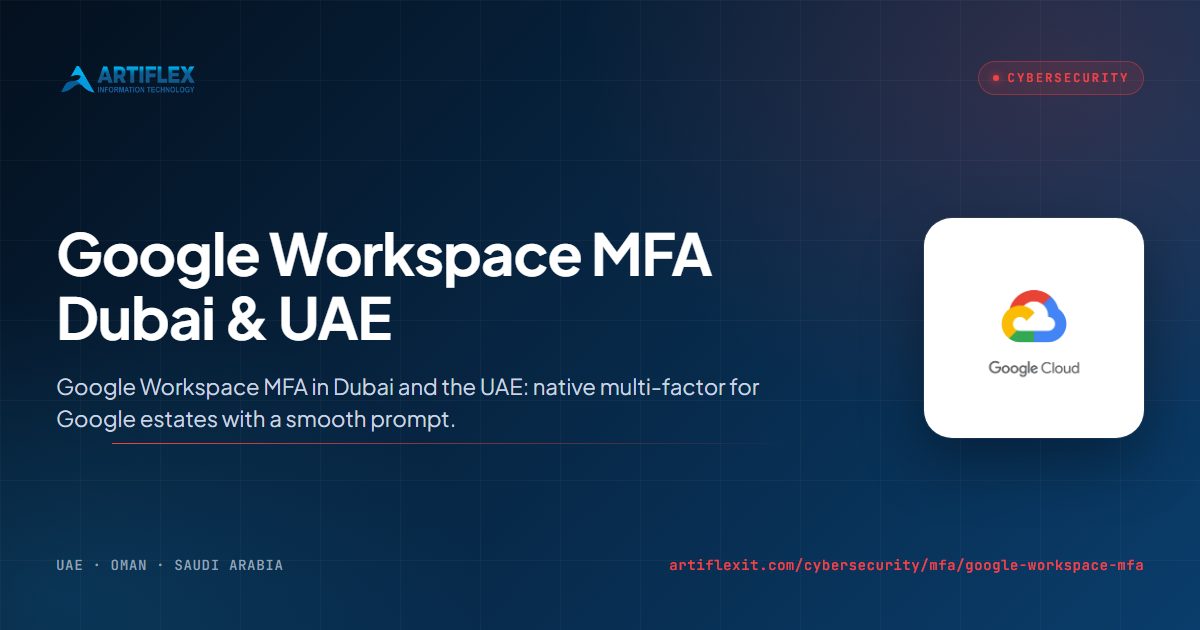 ARTIFLEX
INFORMATION TECHNOLOGY
CYBERSECURITY
Google Workspace MFA
Dubai & UAE
Google Workspace MFA in Dubai and the UAE: native multi-factor for
Google estates with a smooth prompt.
Google Cloud
UAE · OMAN · SAUDI ARABIA
artiflexit.com/cybersecurity/mfa/google-workspace-mfa